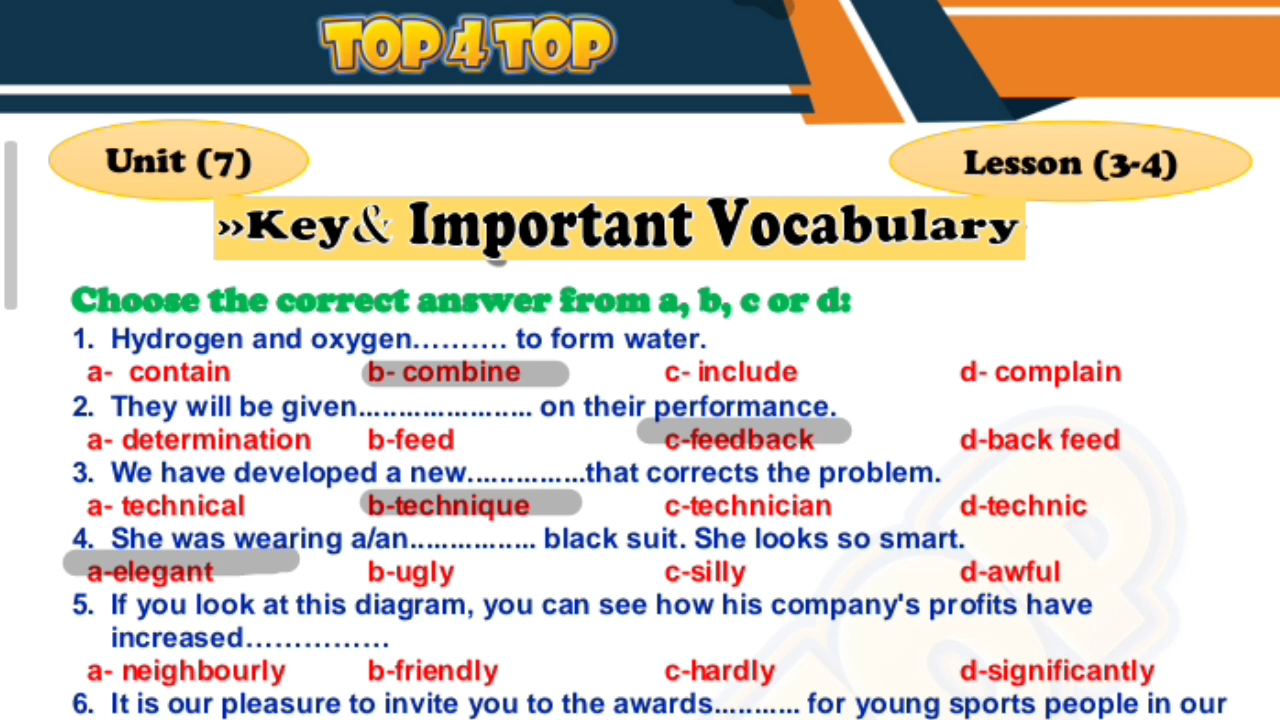 TOP 4 TOP
Unit (7)
Lesson (3-4)
»Key& Important Vocabulary
Choose the correct answer from a, b, c or d:
1. Hydrogen and oxygen.......... to form water.
a- contain b- combine c- include d- complain
2. They will be given...................... on their performance.
a- determination b-feed c-feedback d-back feed
3. We have developed a new...............that corrects the problem.
a- technical b-technique c-technician d-technic
4. She was wearing a/an................ black suit. She looks so smart.
a-elegant b-ugly c-silly d-awful
5. If you look at this diagram, you can see how his company's profits have
increased...............
a- neighbourly b-friendly c-hardly d-significantly
6. It is our pleasure to invite you to the awards........... for young sports people in our